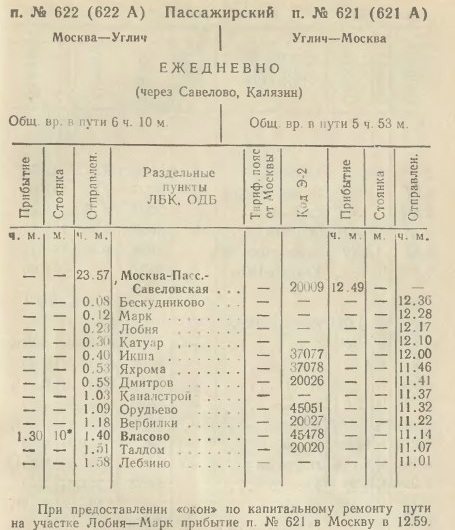 п. № 622 (622 А) Пассажирский п. № 621 (621 А)
Москва—Углич Углич—Москва
ЕЖЕДНЕВНО
(через Савелово, Калязин)
Общ. вр. в пути 6 ч. 10 м. Общ. вр. в пути 5 ч. 53 м.
Прибытие Стоянка Отправлен. Раздельные пункты ЛБК, ОДБ Тариф. пояс от Москвы Код Э-2 Прибытие Стоянка Отправлен.
ч. м. м. ч. м. ч. м. м. ч. м.
— — 23.57 Москва-Пасс.-
Савеловская . . . — 20009 12.49 — —
— — 0.08 Бескудниково . — — — — 12.36
— — 0.12 Марк . . . . . . . — — — — 12.28
— — 0.23 Лобня . . . . . . — — — — 12.17
— — 0.30 Катуар . . . . . . — — — — 12.10
— — 0.40 Икша . . . . . . — 37077 — — 12.00
— — 0.53 Яхрома . . . . . . — 37078 — — 11.46
— — 0.58 Дмитров . . . . . — 20026 — — 11.41
— — 1.03 Каналстрой . . . — — — — 11.37
— — 1.09 Орудьево . . . . — 45051 — — 11.32
— — 1.18 Вербилки . . . . — 20027 — — 11.22
1.30 10* 1.40 Власово . . . . . — 45478 — — 11.14
— — 1.51 Талдом . . . . . — 20020 — — 11.07
— — 1.58 Лебзино . . . . . — — — — 11.01
При предоставлении «окон» по капитальному ремонту пути
на участке Лобня—Марк прибытие п. № 621 в Москву в 12.59.